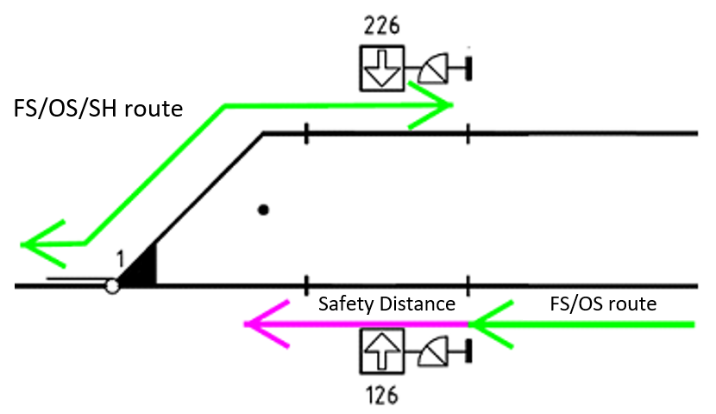 226
FS/OS/SH route
1
Safety Distance
FS/OS route
126